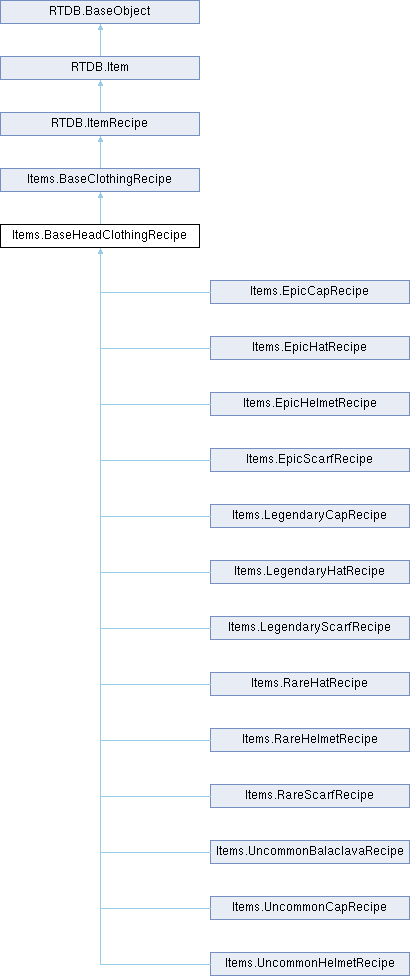 RTDB.BaseObject
RTDB.Item
RTDB.ItemRecipe
Items.BaseClothingRecipe
Items.BaseHeadClothingRecipe
Items.EpicCapRecipe
Items.EpicHatRecipe
Items.EpicHelmetRecipe
Items.EpicScarfRecipe
Items.LegendaryCapRecipe
Items.LegendaryHatRecipe
Items.LegendaryScarfRecipe
Items.RareHatRecipe
Items.RareHelmetRecipe
Items.RareScarfRecipe
Items.UncommonBalaclavaRecipe
Items.UncommonCapRecipe
Items.UncommonHelmetRecipe